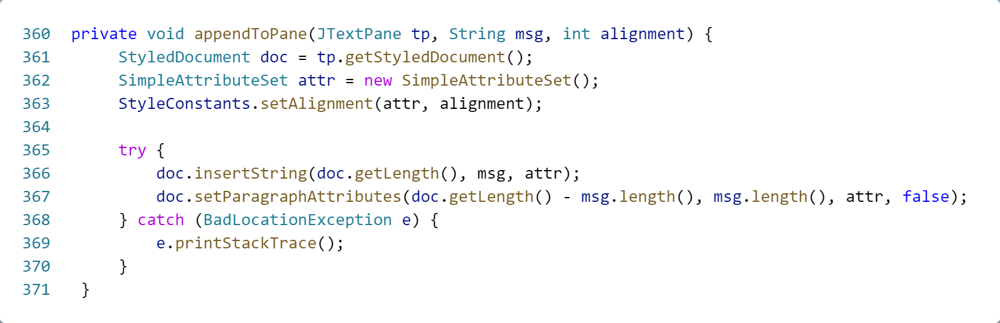 360 private void appendToPane(JTextPane tp, String msg, int alignment) {
361 StyledDocument doc = tp.getStyledDocument();
362 SimpleAttributeSet attr = new SimpleAttributeSet();
363 StyleConstants.setAlignment(attr, alignment);
364
365 try {
366 doc.insertString(doc.getLength(), msg, attr);
367 doc.setParagraphAttributes(doc.getLength() - msg.length(), msg.length(), attr, false);
368 } catch (BadLocationException e) {
369 e.printStackTrace();
370 }
371 }